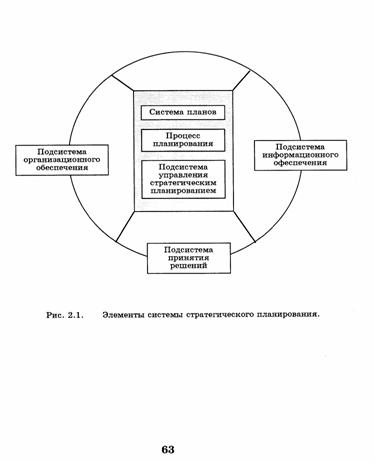 Система планов
Процесс
планирования
Подсистема
управления
стратегическим
планированием
Подсистема
организационного
обеспечения
Подсистема
информационного
офеспечения
Подсистема
принятия
решений
Рис. 2.1. Элементы системы стратегического планирования.
63